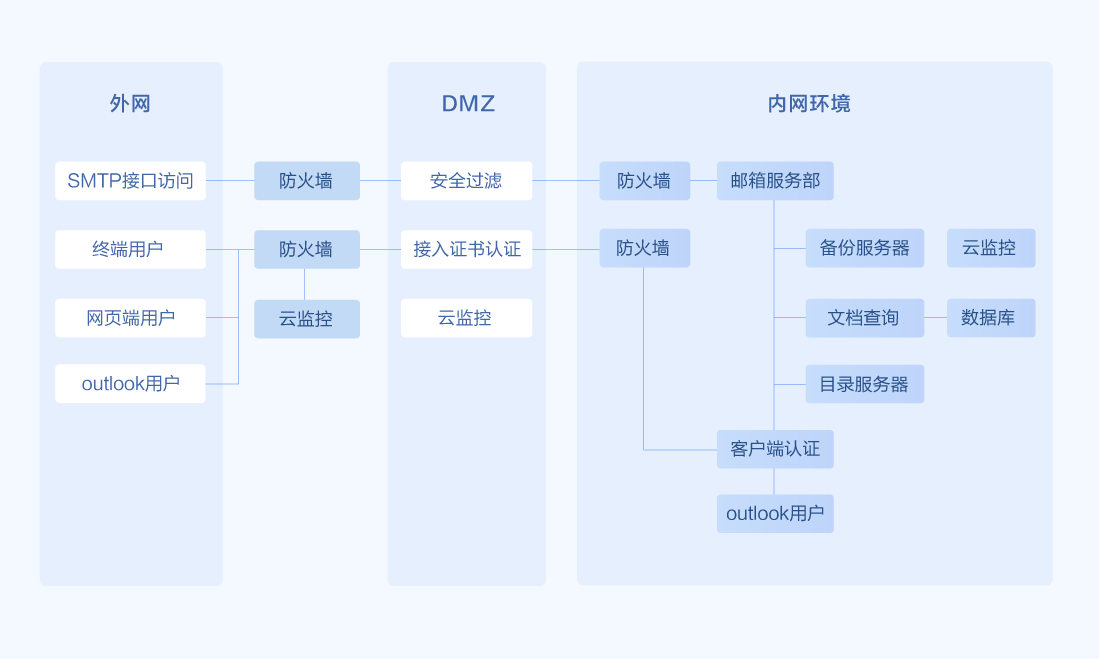 外网
DMZ
内网环境
SMTP接口访问
防火墙
安全过滤
防火墙
邮箱服务部
终端用户
防火墙
接入证书认证
防火墙
备份服务器
云监控
网页端用户
云监控
云监控
文档查询
数据库
outlook用户
目录服务器
客户端认证
outlook用户